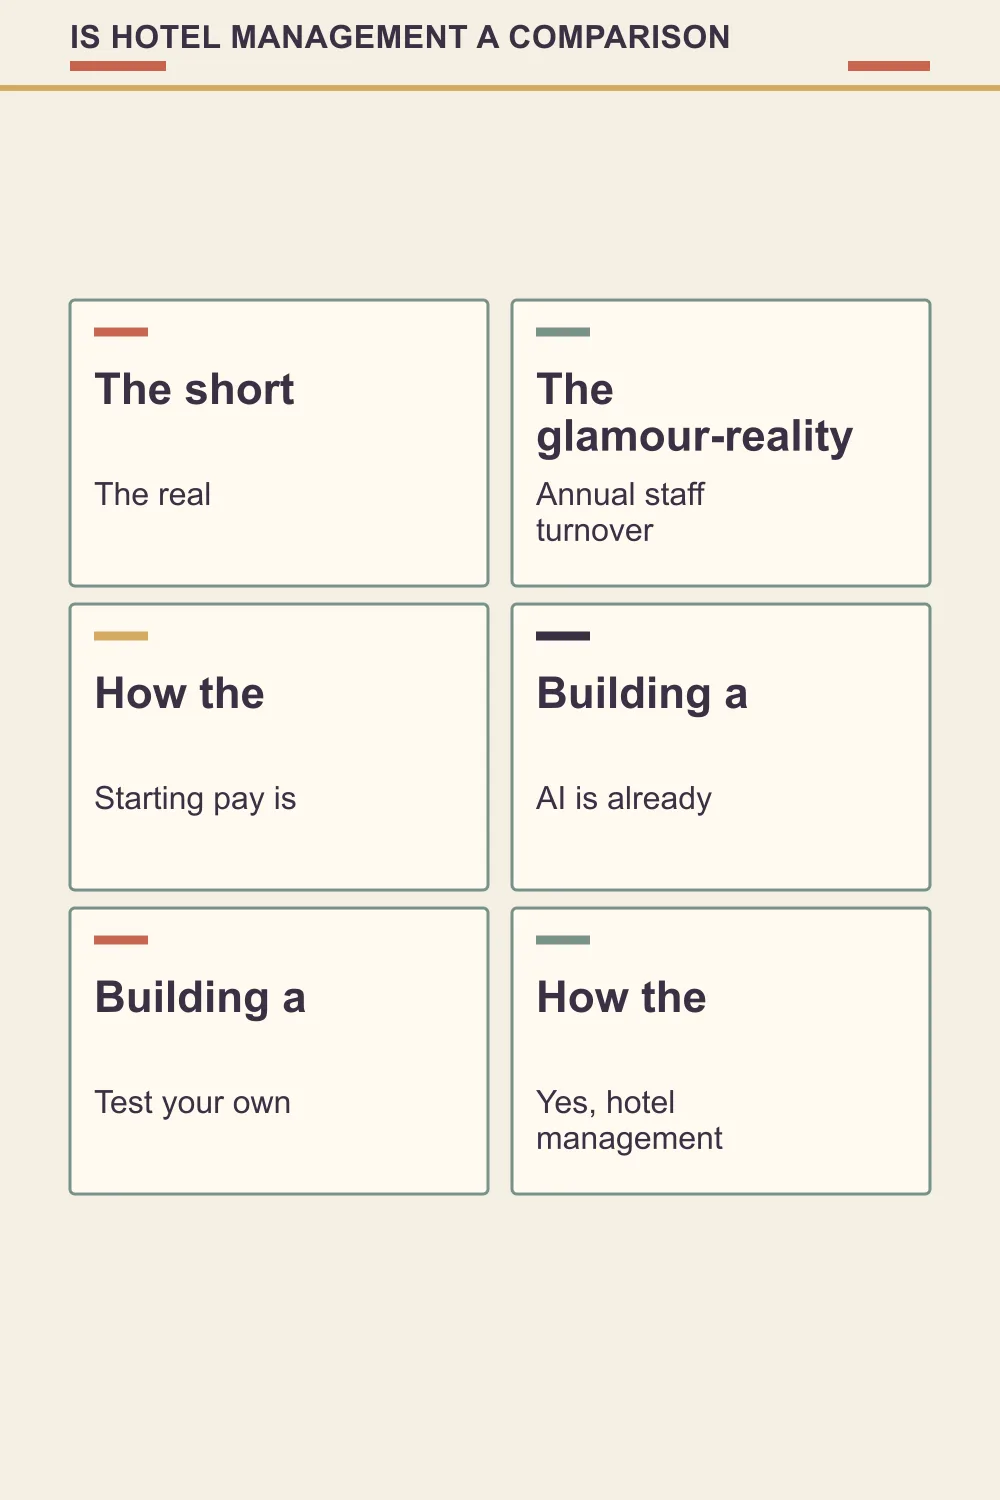 IS HOTEL MANAGEMENT A COMPARISON
The short
The real
The
glamour-reality
Annual staff
turnover
How the
Starting pay is
Building a
AI is already
Building a
Test your own
How the
Yes, hotel
management